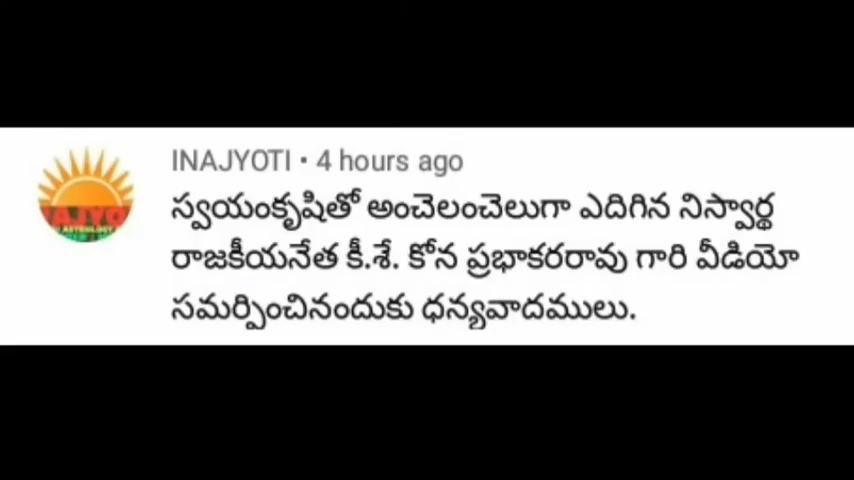 INAJYOTI • 4 hours ago
స్వయంకృషితో అంచెలంచెలుగా ఎదిగిన నిస్వార్థ
రాజకీయనేత కీ.శే. కోన ప్రభాకరరావు గారి వీడియో
సమర్పించినందుకు ధన్యవాదములు.